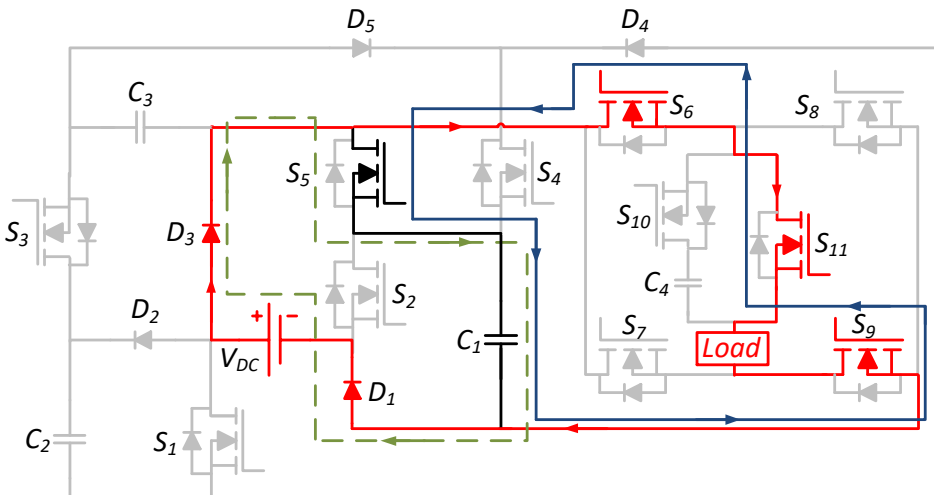 D5
D4
C3
S6
S8
S5
S4
S10
S3
D3
S11
C4
S2
D2
S7
S9
+ −
VDC
C1
Load
D1
C2
S1